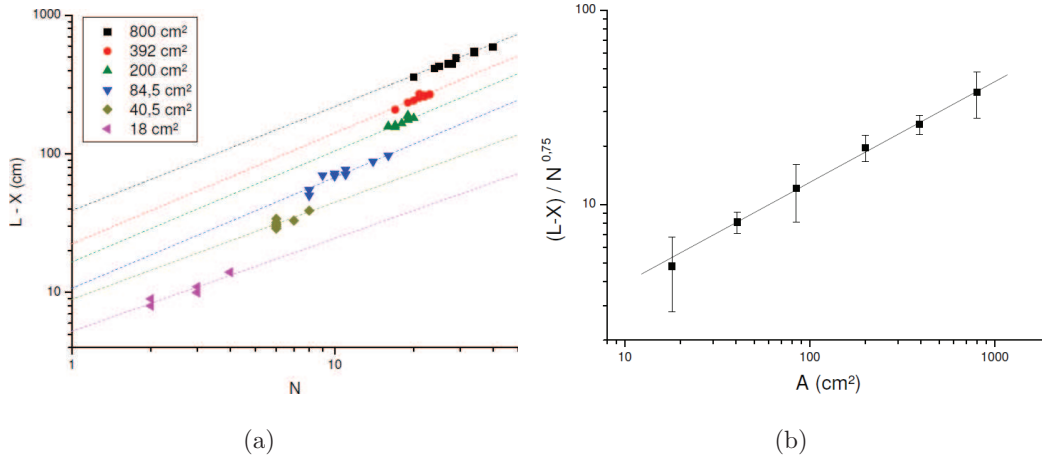 1000
100
10
L - X (cm)
800 cm²
392 cm²
200 cm²
84,5 cm²
40,5 cm²
18 cm²
1
10
N
(a)
100
10
(L-X) / N 0,75
10
100
1000
A (cm²)
(b)